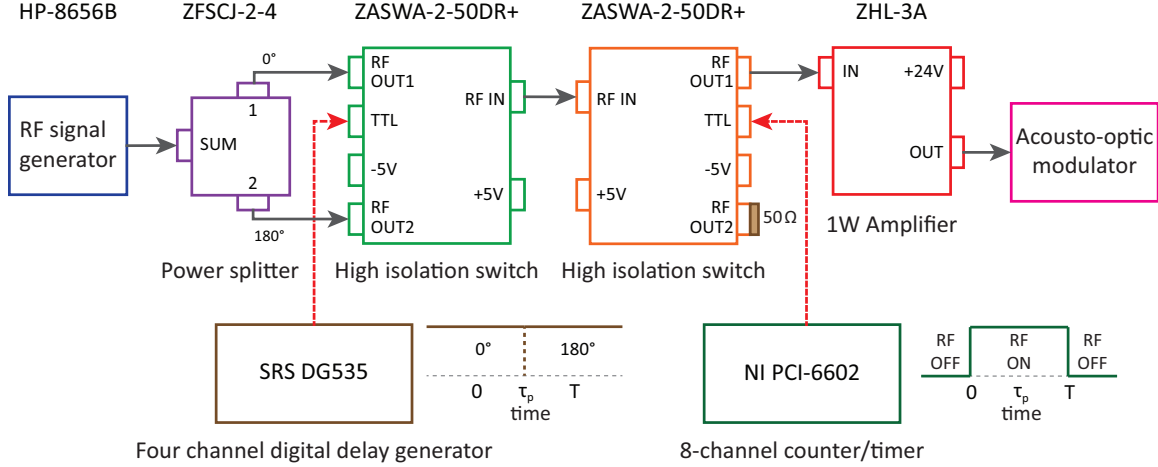 HP-8656B
ZFSCJ-2-4
ZASWA-2-50DR+
ZASWA-2-50DR+
ZHL-3A
RF signal
generator
0°
1
SUM
2
180°
Power splitter
RF
OUT1
TTL
-5V
RF
OUT2
RF IN
+5V
High isolation switch
RF IN
+5V
RF
OUT1
TTL
-5V
RF
OUT2
50Ω
High isolation switch
IN
+24V
OUT
1W Amplifier
Acousto-optic
modulator
SRS DG535
0° 180°
0 τp T
time
Four channel digital delay generator
NI PCI-6602
RF
OFF
RF
ON
RF
OFF
0 τp T
time
8-channel counter/timer